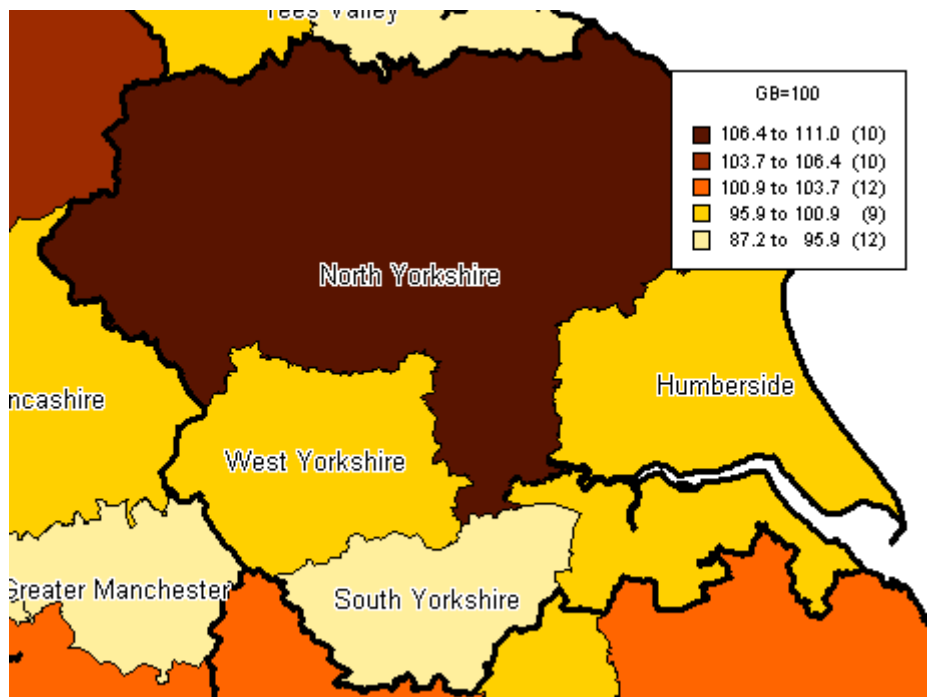 Tees Valley
GB=100
106.4 to 111.0 (10)
103.7 to 106.4 (10)
100.9 to 103.7 (12)
95.9 to 100.9 (9)
87.2 to 95.9 (12)
North Yorkshire
Humberside
ncashire
West Yorkshire
Greater Manchester
South Yorkshire